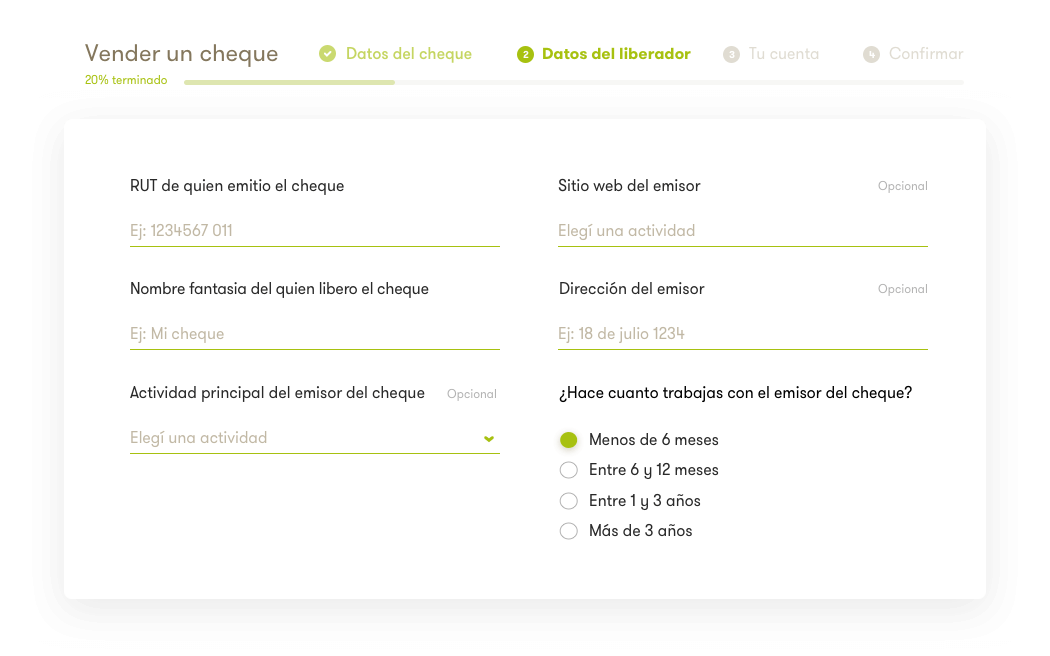 Vender un cheque
Datos del cheque
2 Datos del liberador
3 Tu cuenta
4 Confirmar
20% terminado
RUT de quien emitio el cheque
Ej: 1234567 011
Nombre fantasia del quien libero el cheque
Ej: Mi cheque
Actividad principal del emisor del cheque Opcional
Elegí una actividad
Sitio web del emisor Opcional
Elegí una actividad
Dirección del emisor Opcional
Ej: 18 de julio 1234
¿Hace cuanto trabajas con el emisor del cheque?
Menos de 6 meses
Entre 6 y 12 meses
Entre 1 y 3 años
Más de 3 años